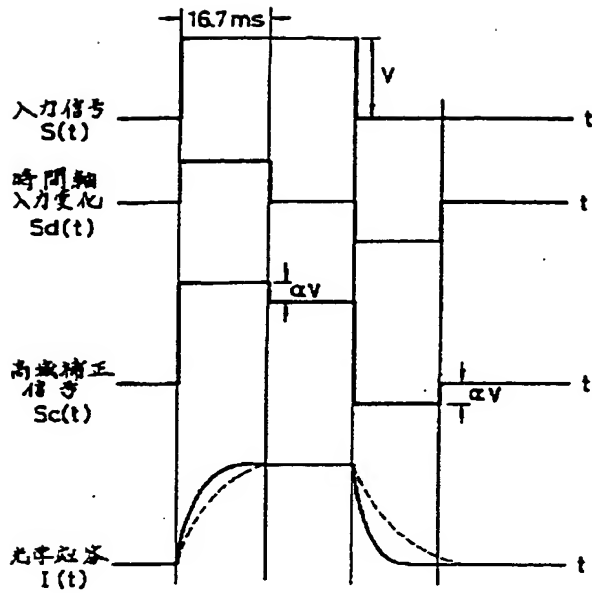 16.7ms
V
入力信号
S(t)
t
時間軸
入力変化
Sd(t)
t
αV
高域補正
信号
Sc(t)
t
αV
光学応答
I(t)
t